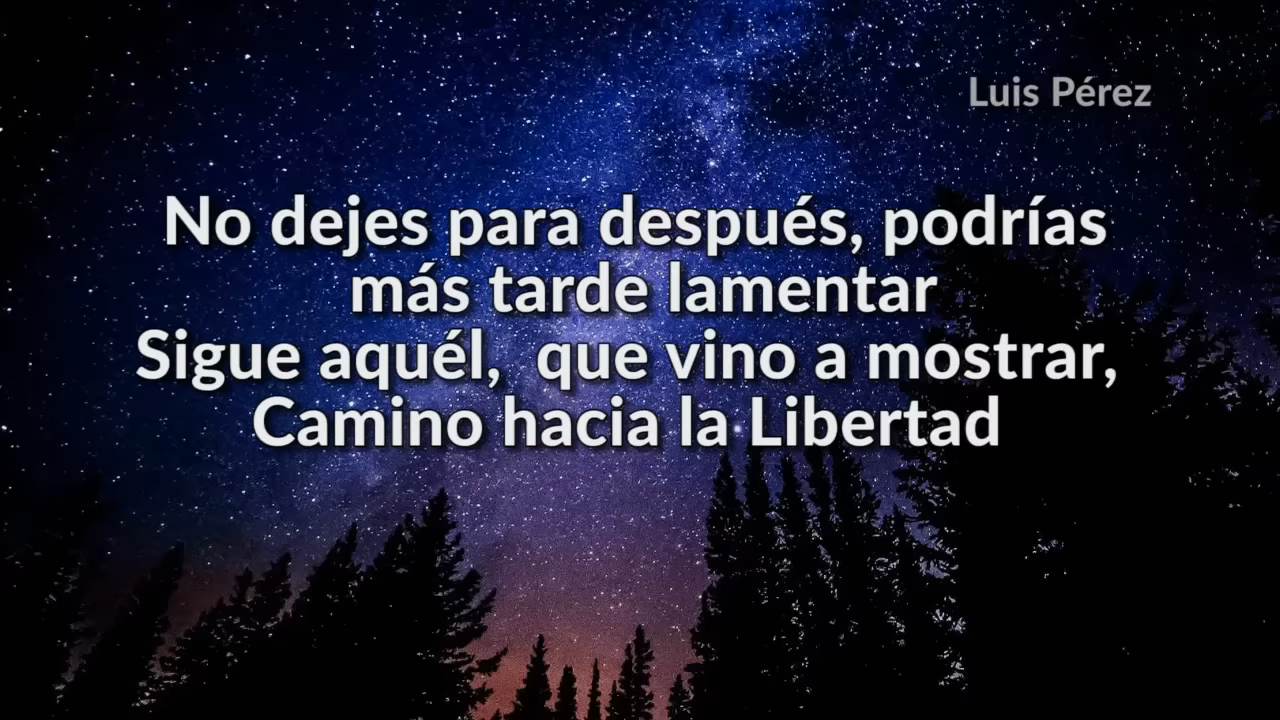 Luis Pérez
No dejes para después, podrías
más tarde lamentar
Sigue aquél,  que vino a mostrar,
Camino hacia la Libertad